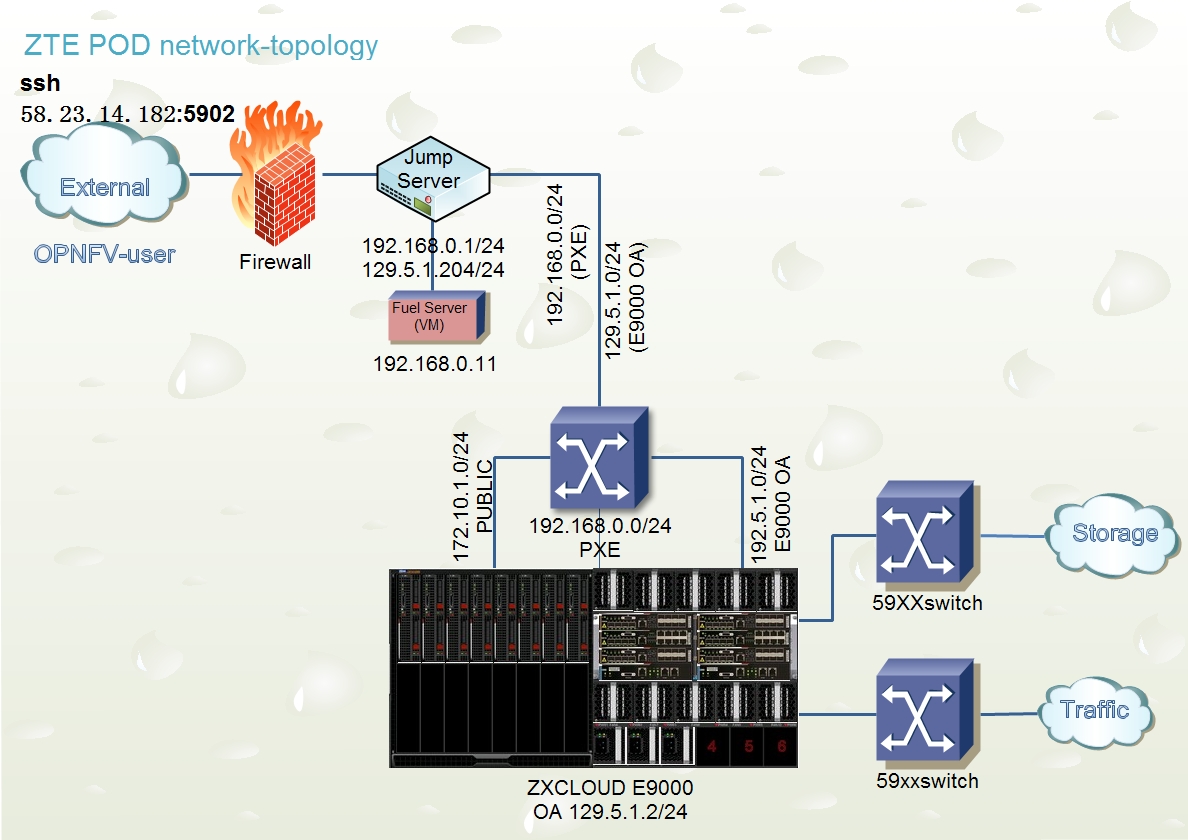 ZTE POD network-topology
ssh
58. 23. 14. 182:5902
External
OPNFV-user
Firewall
Jump
Server
192.168.0.1/24
129.5.1.204/24
Fuel Server
(VM)
192.168.0.11
192.168.0.0/24
(PXE)
129.5.1.0/24
(E9000 OA)
172.10.1.0/24
PUBLIC
192.168.0.0/24
PXE
192.5.1.0/24
E9000 OA
59XXswitch
Storage
59xxswitch
Traffic
4 5 6
ZXCLOUD E9000
OA 129.5.1.2/24